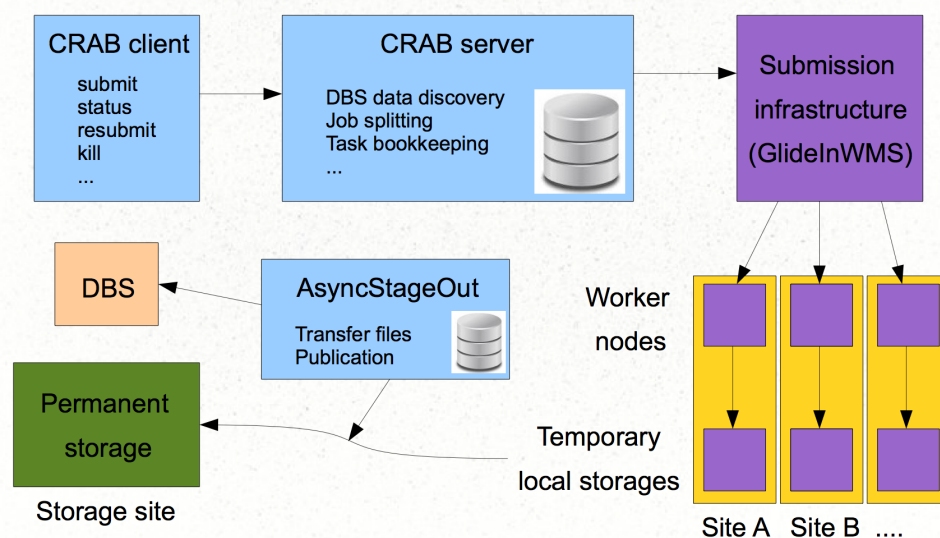 CRAB client
submit
status
resubmit
kill
...
CRAB server
DBS data discovery
Job splitting
Task bookkeeping
...
Submission
infrastructure
(GlideInWMS)
DBS
AsyncStageOut
Transfer files
Publication
Worker
nodes
Permanent
storage
Storage site
Temporary
local storages
Site A
Site B
....